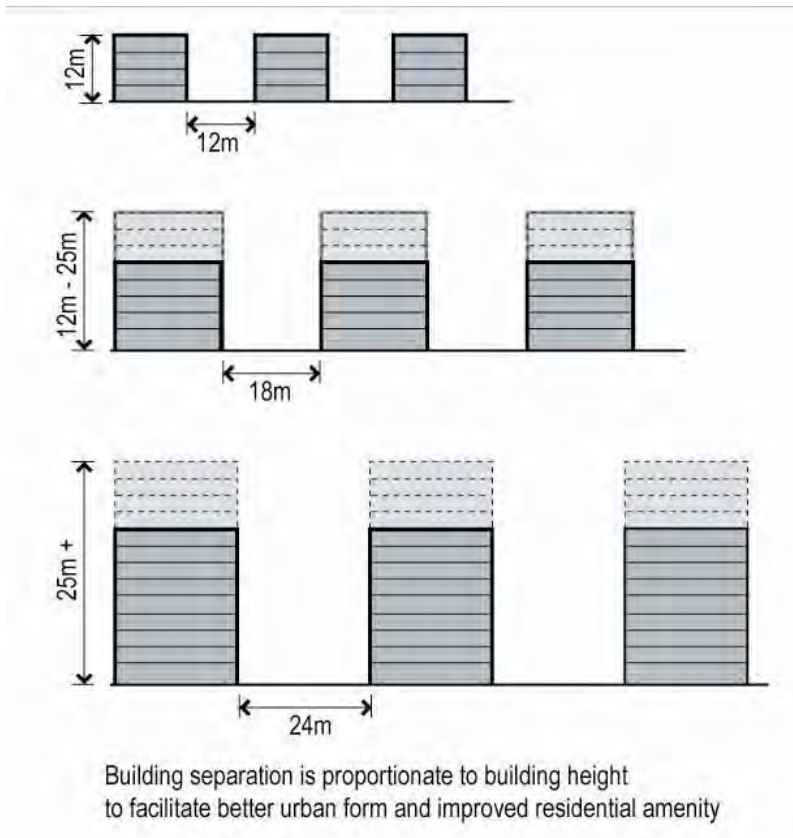 12m
12m
12m - 25m
18m
25m +
24m
Building separation is proportionate to building height
to facilitate better urban form and improved residential amenity